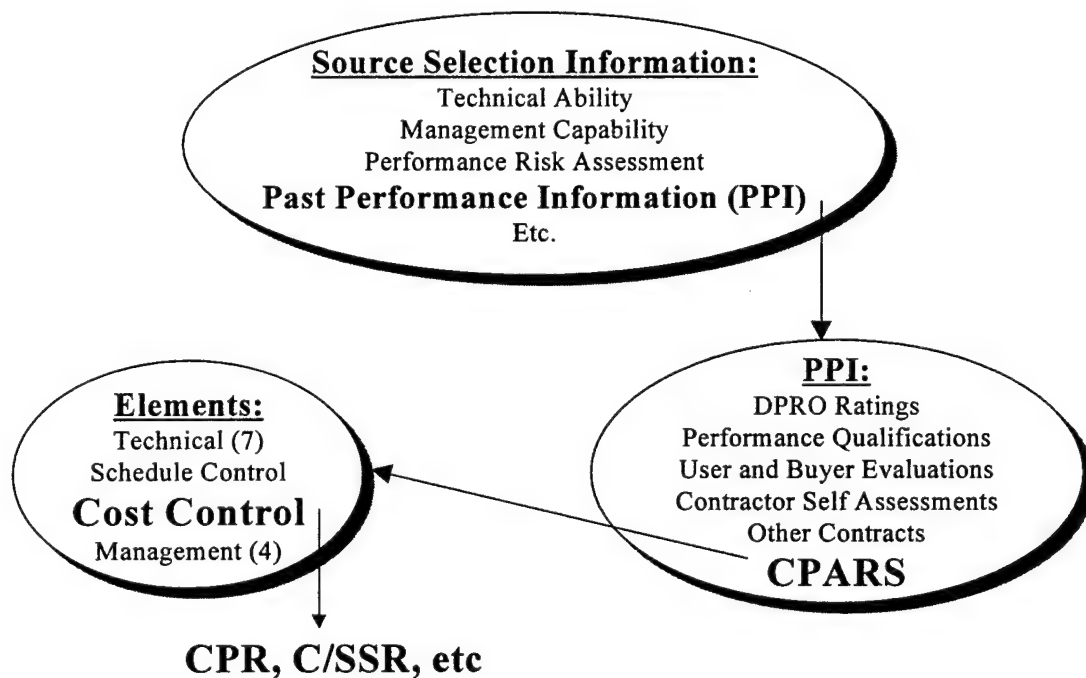 Source Selection Information:
Technical Ability
Management Capability
Performance Risk Assessment
Past Performance Information (PPI)
Etc.
PPI:
DPRO Ratings
Performance Qualifications
User and Buyer Evaluations
Contractor Self Assessments
Other Contracts
CPARS
Elements:
Technical (7)
Schedule Control
Cost Control
Management (4)
CPR, C/SSR, etc